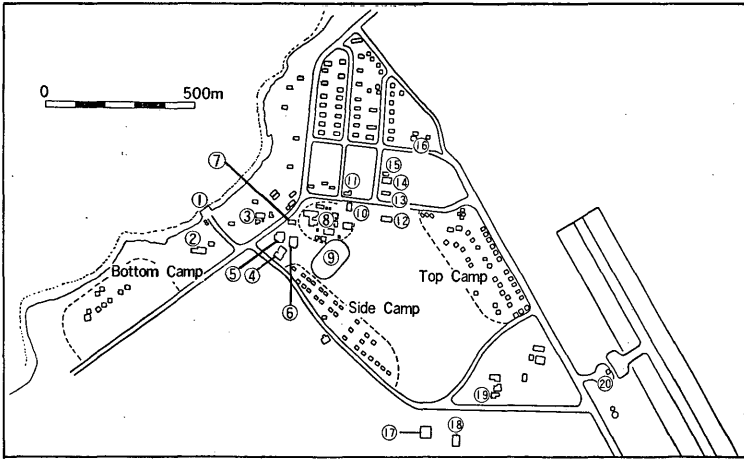 0 500m
⑯
⑮
⑦ ⑪ ⑭
⑬
① ③ ⑧ ⑩ ⑫
②
⑨
Bottom Camp ⑤ ④ Top Camp
Side Camp
⑥
⑳
⑲
⑰ ⑱